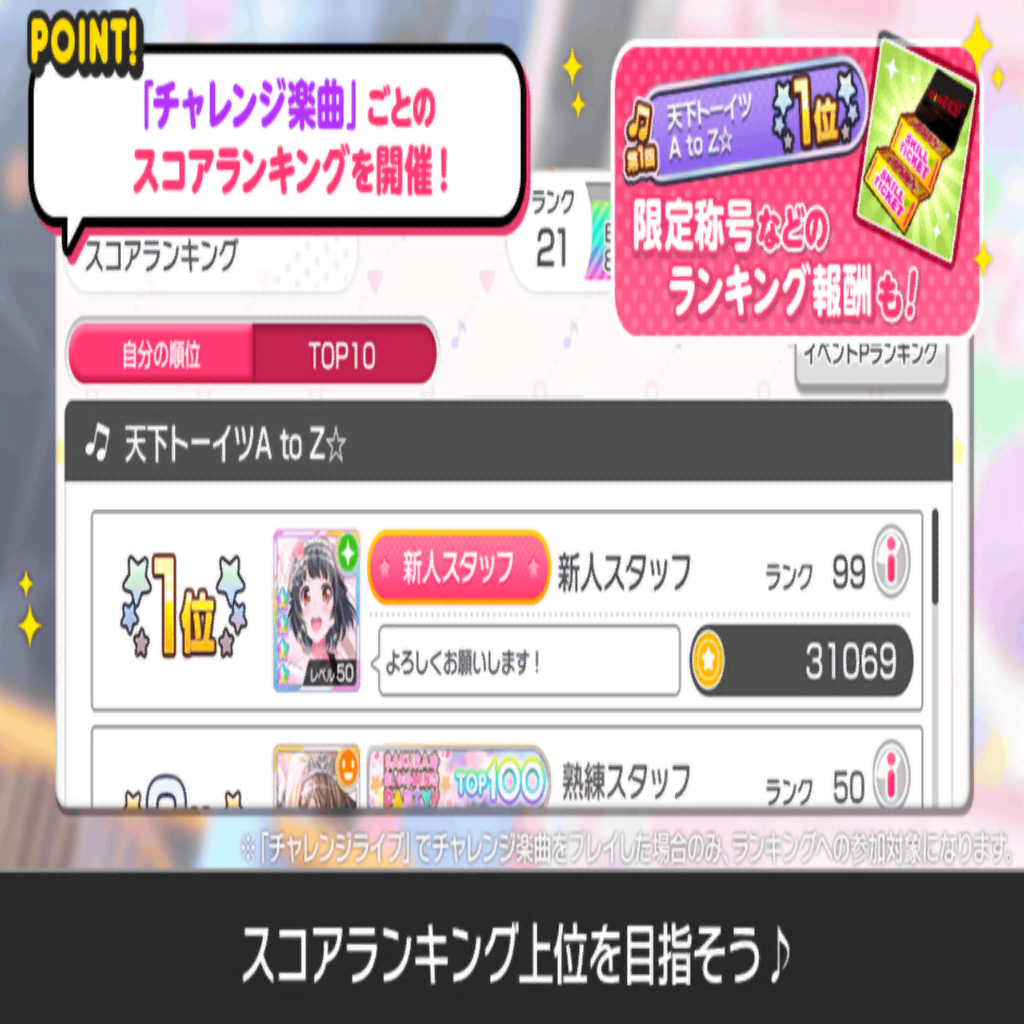 POINT!
「チャレンジ楽曲」ごとの
スコアランキングを開催！
天下トーイツ
A to Z☆
1位
第1回
SKILL
TICKET
SKILL
TICKET
限定称号などの
ランキング報酬も！
ランク
21
スコアランキング
自分の順位
TOP10
イベントPランキング
天下トーイツA to Z☆
1位
レベル50
新人スタッフ
新人スタッフ
ランク 99
よろしくお願いします！
31069
PARTY
TOP100
熟練スタッフ
ランク 50
※「チャレンジライブ」でチャレンジ楽曲をプレイした場合のみ、ランキングへの参加対象になります。
スコアランキング上位を目指そう♪